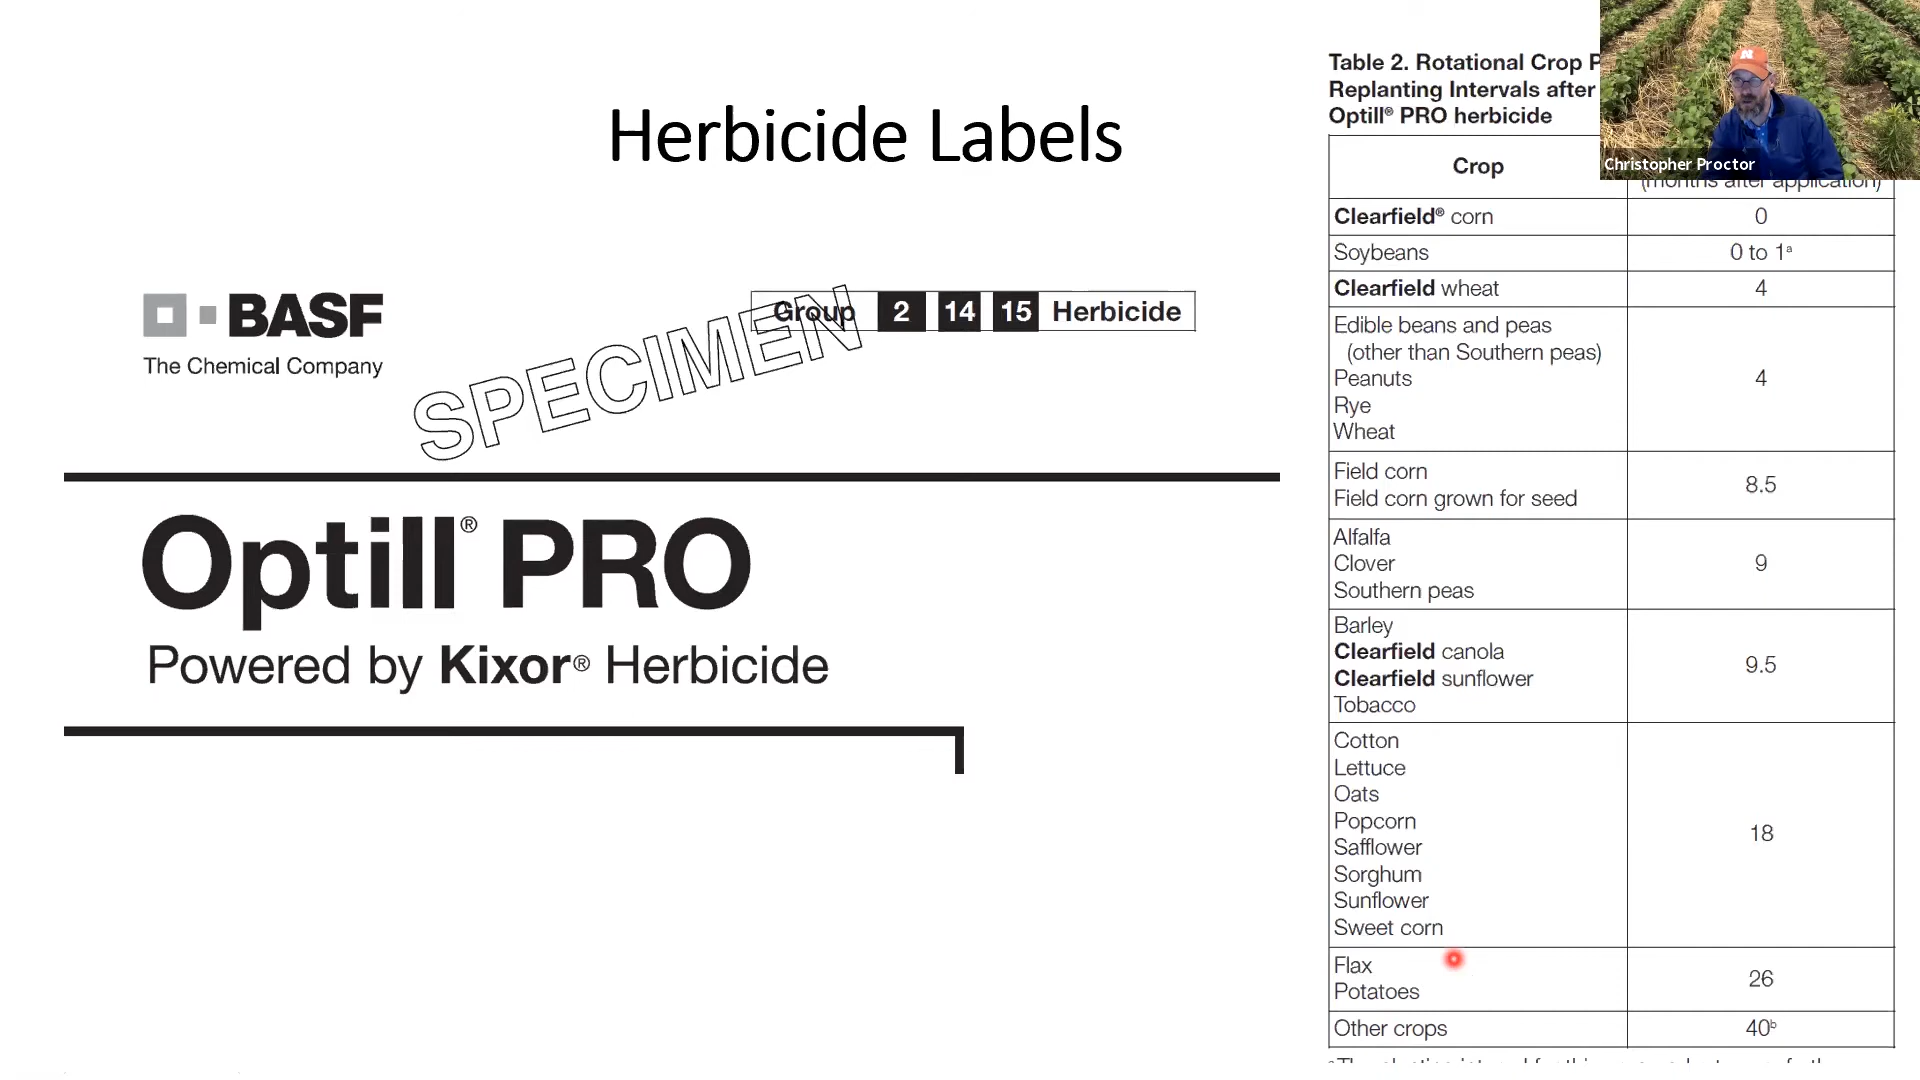 Herbicide Labels
BASF
The Chemical Company
SPECIMEN
Group 2 14 15 Herbicide
Optill® PRO
Powered by Kixor® Herbicide
Table 2. Rotational Crop
Replanting Intervals after
Optill® PRO herbicide
Crop
(months after application)
Clearfield® corn 0
Soybeans 0 to 1ᵃ
Clearfield wheat 4
Edible beans and peas
(other than Southern peas)
Peanuts 4
Rye
Wheat
Field corn
Field corn grown for seed 8.5
Alfalfa
Clover 9
Southern peas
Barley
Clearfield canola 9.5
Clearfield sunflower
Tobacco
Cotton
Lettuce
Oats
Popcorn 18
Safflower
Sorghum
Sunflower
Sweet corn
Flax
Potatoes 26
Other crops 40ᵇ
Christopher Proctor